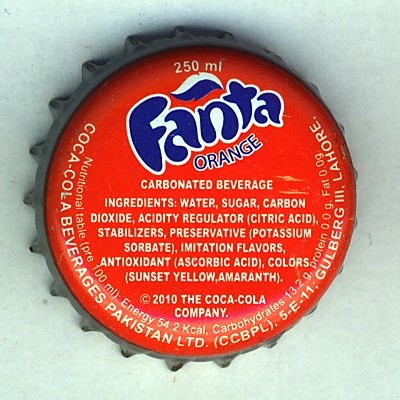 250 ml
Fanta
ORANGE
CARBONATED BEVERAGE
INGREDIENTS: WATER, SUGAR, CARBON
DIOXIDE, ACIDITY REGULATOR (CITRIC ACID),
STABILIZERS, PRESERVATIVE (POTASSIUM
SORBATE), IMITATION FLAVORS,
ANTIOXIDANT (ASCORBIC ACID), COLORS
(SUNSET YELLOW,AMARANTH).
© 2010 THE COCA-COLA
COMPANY.
Nutritional table (pre 100 ml). Energy 54.2 Kcal, Carbohydrates 13.2 g, protein 0.0 g, Fat 0.0g.
COCA-COLA BEVERAGES PAKISTAN LTD. (CCBPL), 5-E-11, GULBERG III, LAHORE.